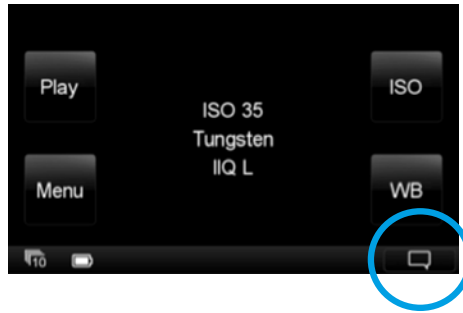 Play
ISO
ISO 35
Tungsten
IIQ L
Menu
WB
10